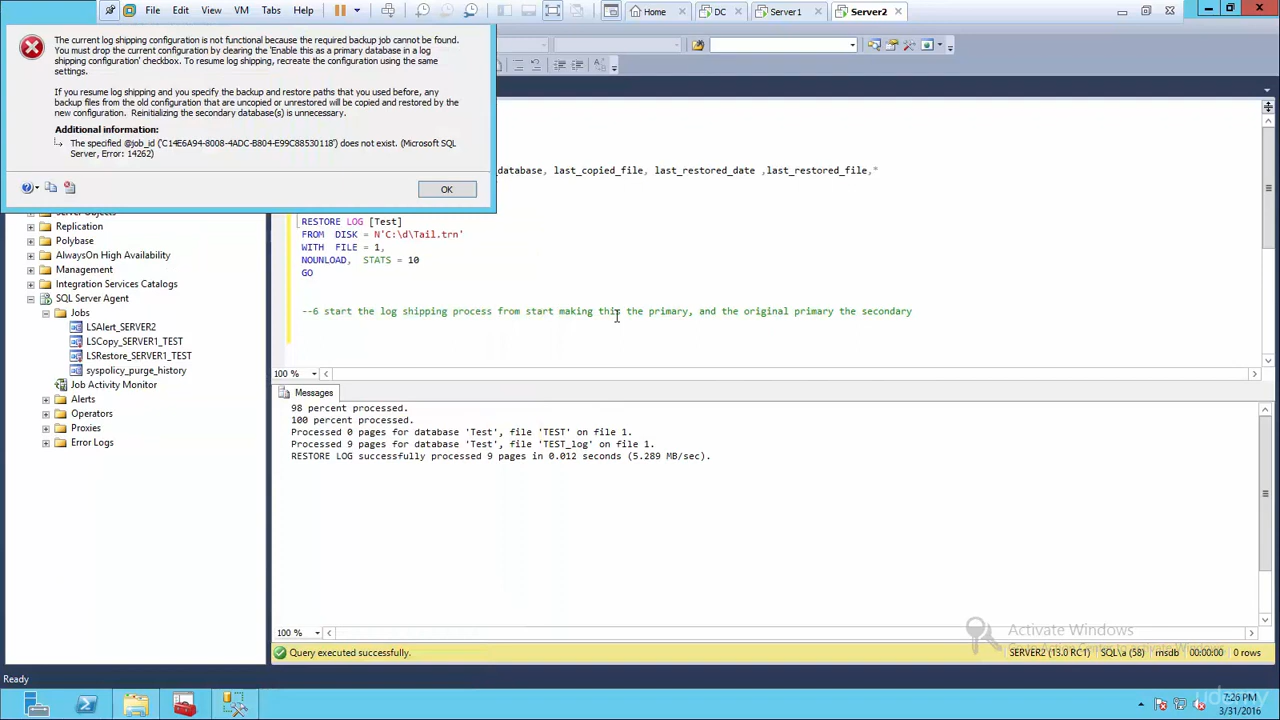 File Edit View VM Tabs Help
Home DC Server1 Server2
The current log shipping configuration is not functional because the required backup job cannot be found.
You must drop the current configuration by clearing the 'Enable this as a primary database in a log
shipping configuration' checkbox. To resume log shipping, recreate the configuration using the same
settings.
If you resume log shipping and you specify the backup and restore paths that you used before, any
backup files from the old configuration that are uncopied or unrestored will be copied and restored by the
new configuration. Reinitializing the secondary database(s) is unnecessary.
Additional information:
The specified @job_id ('C14E6A94-8008-4ADC-B804-E99C88530118') does not exist. (Microsoft SQL
Server, Error: 14262)
OK
database, last_copied_file, last_restored_date ,last_restored_file,*
Server Objects
Replication
Polybase
AlwaysOn High Availability
Management
Integration Services Catalogs
SQL Server Agent
Jobs
LSAlert_SERVER2
LSCopy_SERVER1_TEST
LSRestore_SERVER1_TEST
syspolicy_purge_history
Job Activity Monitor
Alerts
Operators
Proxies
Error Logs
RESTORE LOG [Test]
FROM DISK = N'C:\d\Tail.trn'
WITH FILE = 1,
NOUNLOAD, STATS = 10
GO
--6 start the log shipping process from start making this the primary, and the original primary the secondary
100 %
Messages
98 percent processed.
100 percent processed.
Processed 0 pages for database 'Test', file 'TEST' on file 1.
Processed 9 pages for database 'Test', file 'TEST_log' on file 1.
RESTORE LOG successfully processed 9 pages in 0.012 seconds (5.289 MB/sec).
100 %
Activate Windows
Query executed successfully.
SERVER2 (13.0 RC1) SQL\a (58) msdb 00:00:00 0 rows
Ready
7:26 PM
3/31/2016
udemy